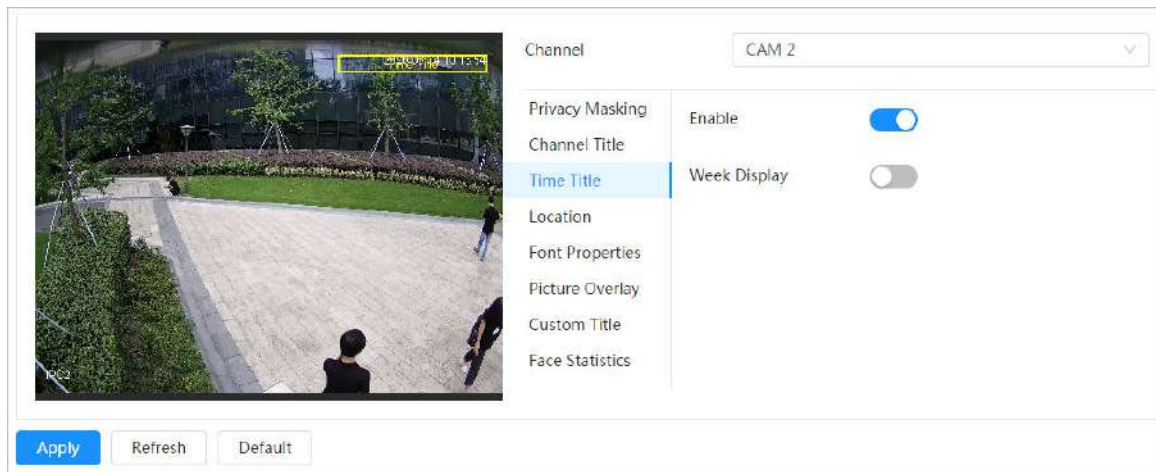 Channel
CAM 2
Privacy Masking
Channel Title
Time Title
Location
Font Properties
Picture Overlay
Custom Title
Face Statistics
Enable
Week Display
IPC2
Apply
Refresh
Default